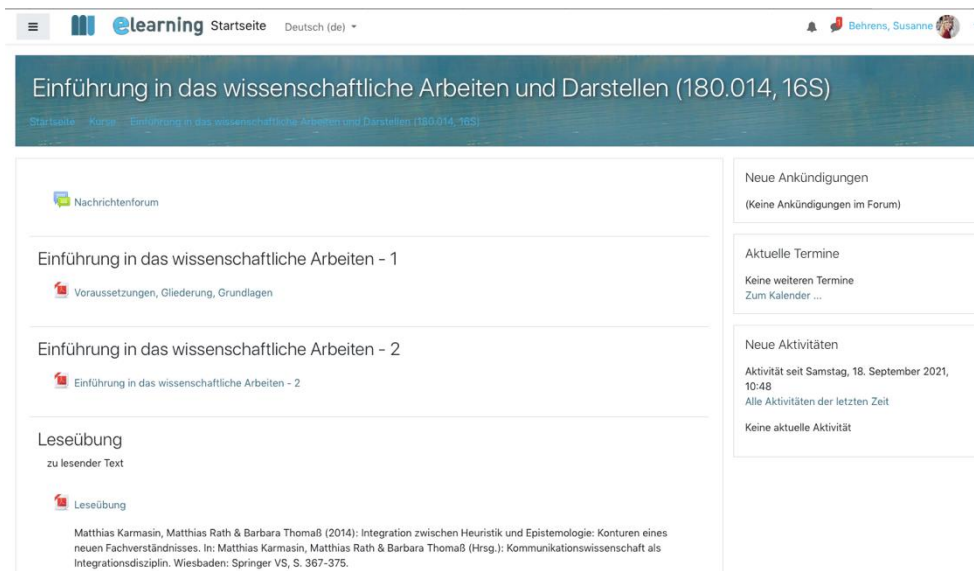 elearning Startseite Deutsch (de)
Behrens, Susanne
Einführung in das wissenschaftliche Arbeiten und Darstellen (180.014, 16S)
Startseite Kurse Einführung in das wissenschaftliche Arbeiten und Darstellen (180.014, 16S)
Nachrichtenforum
Einführung in das wissenschaftliche Arbeiten - 1
Voraussetzungen, Gliederung, Grundlagen
Einführung in das wissenschaftliche Arbeiten - 2
Einführung in das wissenschaftliche Arbeiten - 2
Leseübung
zu lesender Text
Leseübung
Matthias Karmasin, Matthias Rath & Barbara Thomaß (2014): Integration zwischen Heuristik und Epistemologie: Konturen eines
neuen Fachverständnisses. In: Matthias Karmasin, Matthias Rath & Barbara Thomaß (Hrsg.): Kommunikationswissenschaft als
Integrationsdisziplin. Wiesbaden: Springer VS, S. 367-375.
Neue Ankündigungen
(Keine Ankündigungen im Forum)
Aktuelle Termine
Keine weiteren Termine
Zum Kalender ...
Neue Aktivitäten
Aktivität seit Samstag, 18. September 2021,
10:48
Alle Aktivitäten der letzten Zeit
Keine aktuelle Aktivität